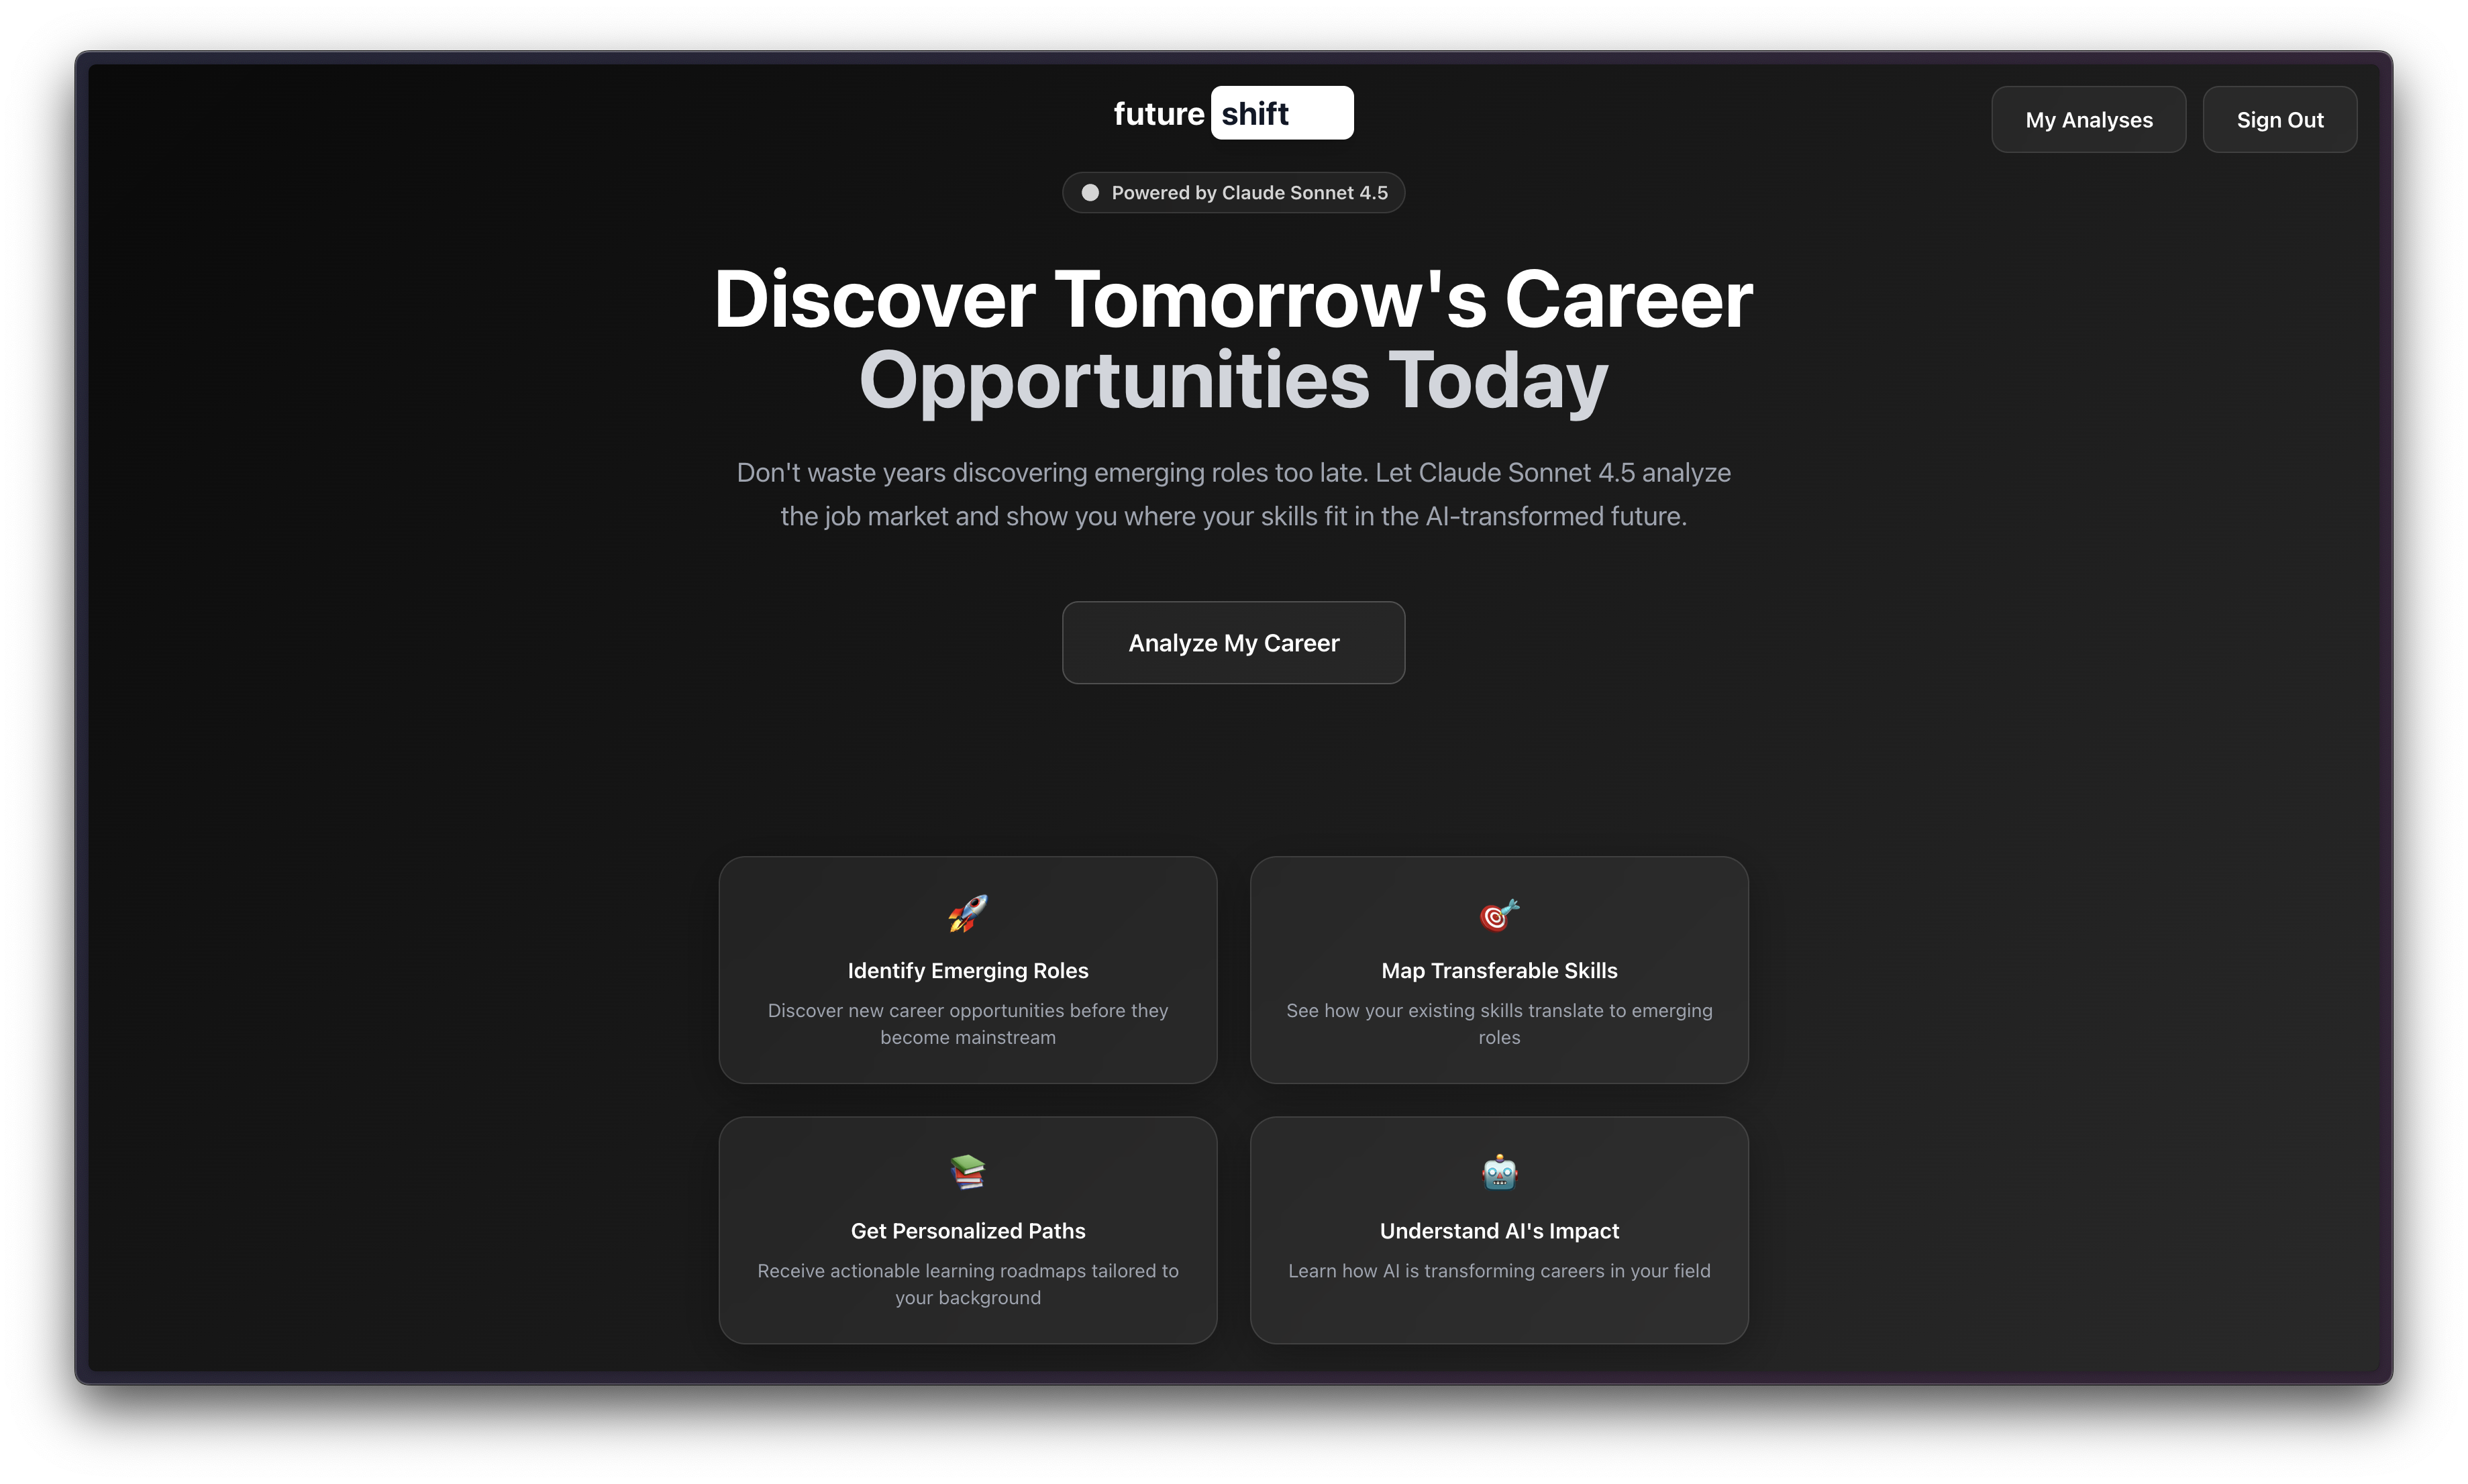 future shift
My Analyses
Sign Out
Powered by Claude Sonnet 4.5
Discover Tomorrow's Career
Opportunities Today
Don't waste years discovering emerging roles too late. Let Claude Sonnet 4.5 analyze
the job market and show you where your skills fit in the AI-transformed future.
Analyze My Career
Identify Emerging Roles
Discover new career opportunities before they
become mainstream
Map Transferable Skills
See how your existing skills translate to emerging
roles
Get Personalized Paths
Receive actionable learning roadmaps tailored to
your background
Understand AI's Impact
Learn how AI is transforming careers in your field